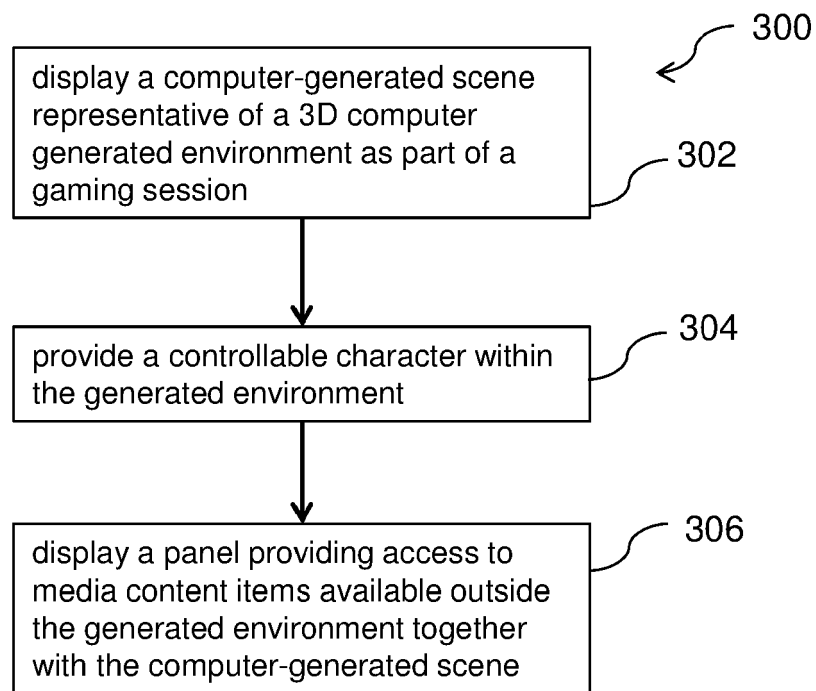 300
display a computer-generated scene
representative of a 3D computer
generated environment as part of a
gaming session
302
provide a controllable character within
the generated environment
304
display a panel providing access to
media content items available outside
the generated environment together
with the computer-generated scene
306